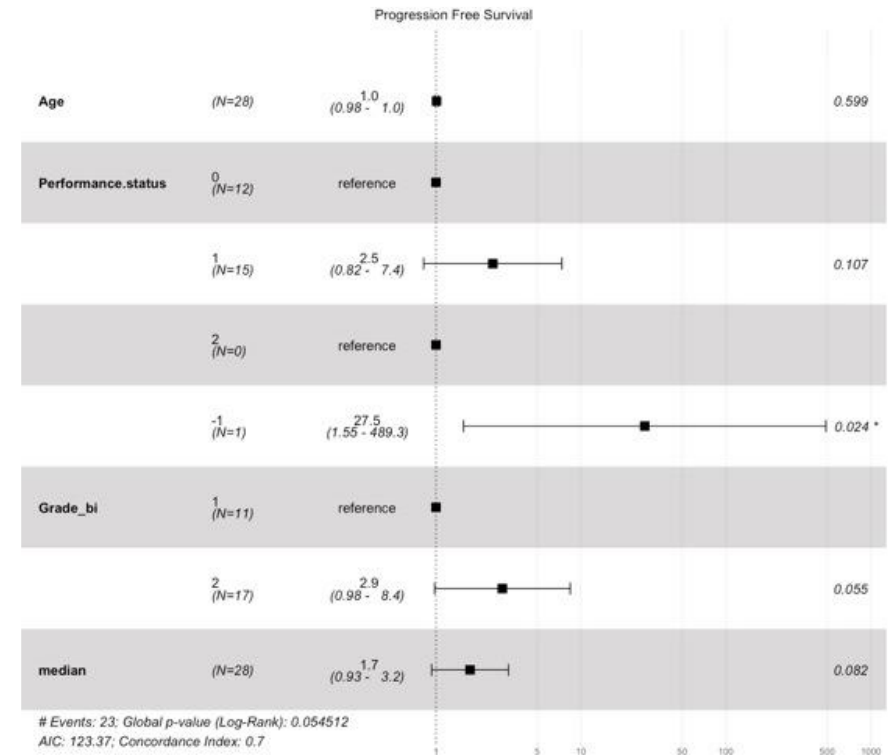 Progression Free Survival
Age (N=28) 1.0 (0.98 - 1.0) 0.599
Performance.status 0 (N=12) reference
1 (N=15) 2.5 (0.82 - 7.4) 0.107
2 (N=0) reference
-1 (N=1) 27.5 (1.55 - 489.3) 0.024 *
Grade_bi 1 (N=11) reference
2 (N=17) 2.9 (0.98 - 8.4) 0.055
median (N=28) 1.7 (0.93 - 3.2) 0.082
# Events: 23; Global p-value (Log-Rank): 0.054512
AIC: 123.37; Concordance Index: 0.7
1 5 10 50 100 500 1000